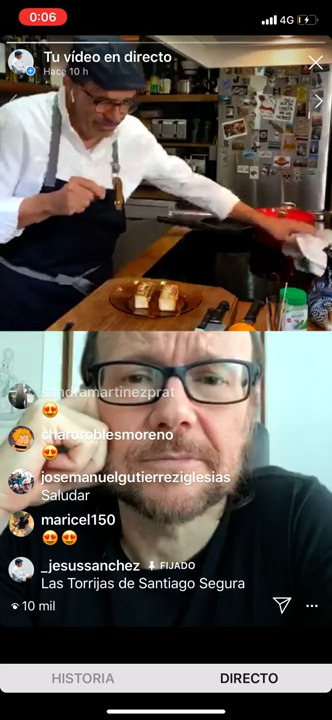 0:06
4G
Tu vídeo en directo
Hace 10 h
sandramartinezprat
😍
charoroblesmoreno
😍
josemanuelgutierreziglesias
Saludar
maricel150
😍 😍
_jesussanchez FIJADO
Las Torrijas de Santiago Segura
10 mil
HISTORIA DIRECTO